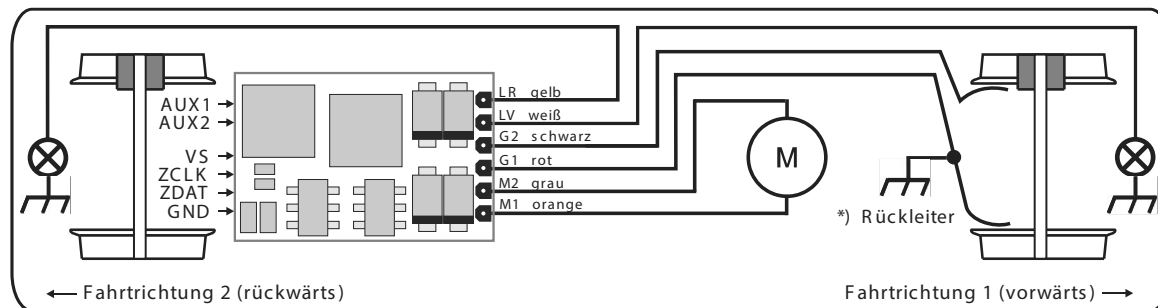 AUX1
AUX2
VS
ZCLK
ZDAT
GND
LR gelb
LV weiß
G2 schwarz
G1 rot
M2 grau
M1 orange
M
*) Rückleiter
← Fahrtrichtung 2 (rückwärts)
Fahrtrichtung 1 (vorwärts) →